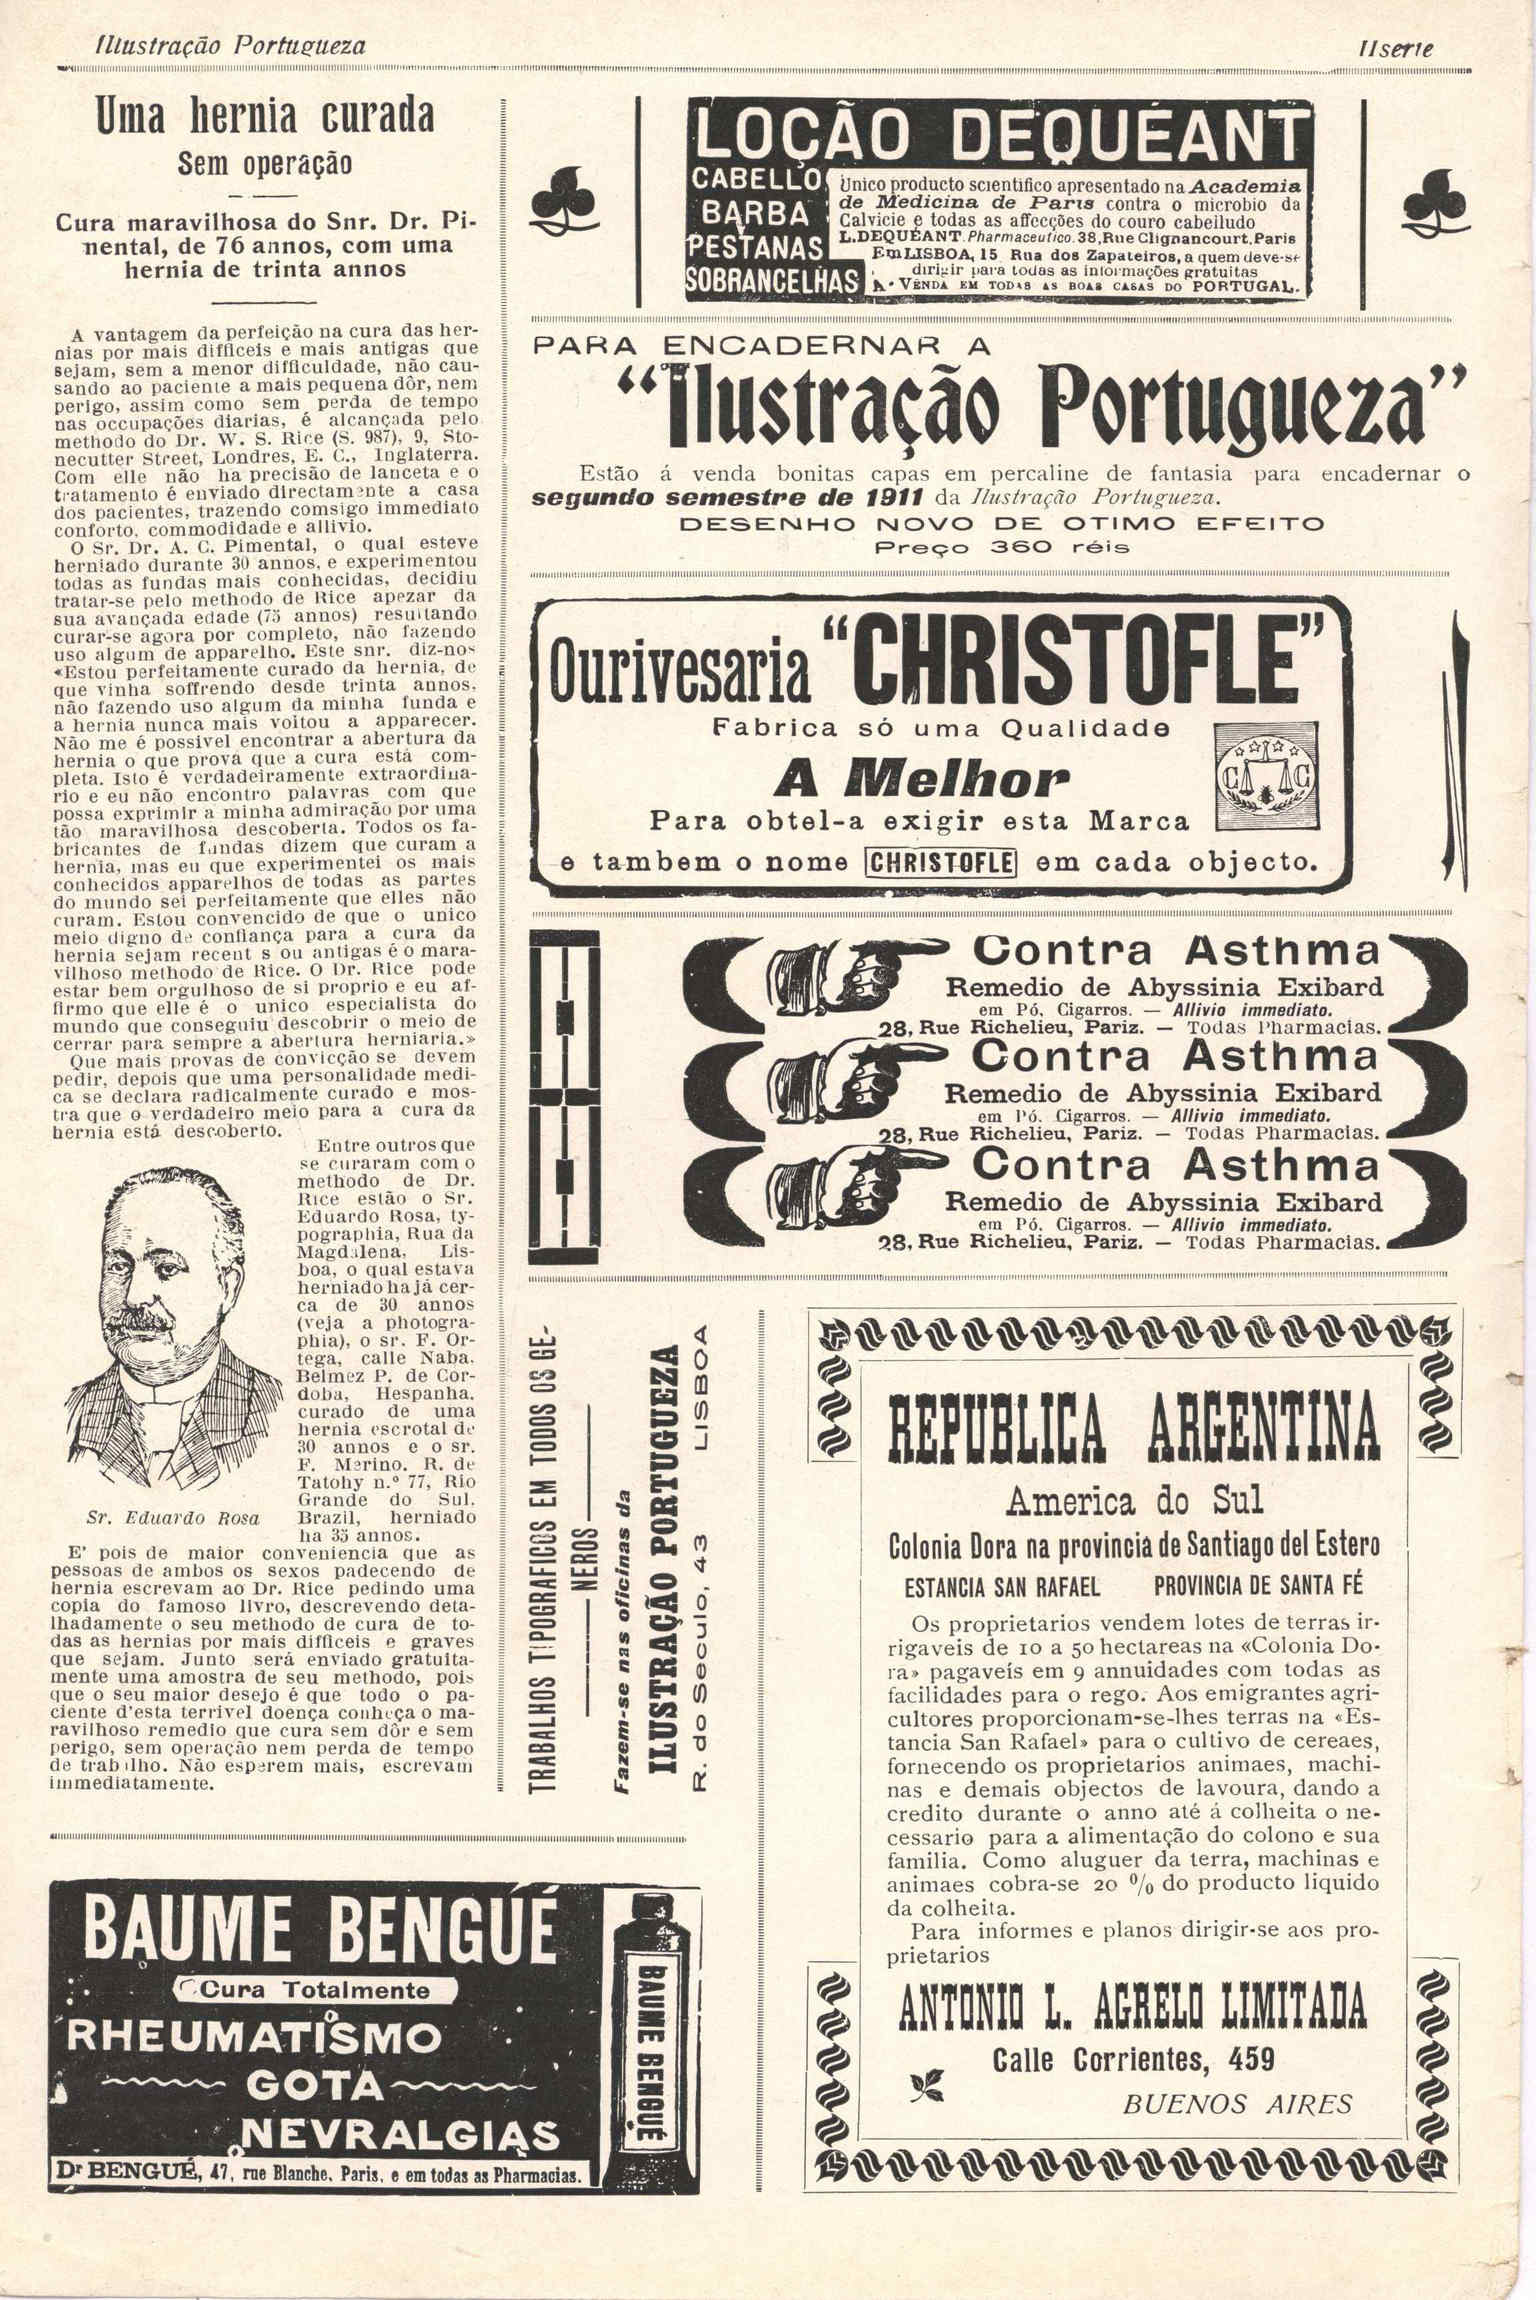 Illustração Portugueza
II serie
Uma hernia curada
Sem operação
Cura maravilhosa do Snr. Dr. Pi-
mental, de 76 annos, com uma
hernia de trinta annos
A vantagem da perfeição na cura das her-
nias por mais difficeis e mais antigas que
sejam, sem a menor difficuldade, não cau-
sando ao paciente a mais pequena dôr, nem
perigo, assim como sem perda de tempo
nas occupações diarias, é alcançada pelo
methodo do Dr. W. S. Rice (S. 987), 9, Sto-
necutter Street, Londres, E. C., Inglaterra.
Com elle não ha precisão de lanceta e o
tratamento é enviado directamente a casa
dos pacientes, trazendo comsigo immediato
conforto, commodidade e allivio.
O Sr. Dr. A. C. Pimental, o qual esteve
herniado durante 30 annos, e experimentou
todas as fundas mais conhecidas, decidiu
tratar-se pelo methodo de Rice apezar da
sua avançada edade (75 annos) resultando
curar-se agora por completo, não fazendo
uso algum de apparelho. Este snr. diz-nos
«Estou perfeitamente curado da hernia, de
que vinha soffrendo desde trinta annos,
não fazendo uso algum da minha funda e
a hernia nunca mais voltou a apparecer.
Não me é possivel encontrar a abertura da
hernia o que prova que a cura está com-
pleta. Isto é verdadeiramente extraordina-
rio e eu não encontro palavras com que
possa exprimir a minha admiração por uma
tão maravilhosa descoberta. Todos os fa-
bricantes de fundas dizem que curam a
hernia, mas eu que experimentei os mais
conhecidos apparelhos de todas as partes
do mundo sei perfeitamente que elles não
curam. Estou convencido de que o unico
meio digno de confiança para a cura da
hernia sejam recent s ou antigas é o mara-
vilhoso methodo de Rice. O Dr. Rice pode
estar bem orgulhoso de si proprio e eu af-
firmo que elle é o unico especialista do
mundo que conseguiu descobrir o meio de
cerrar para sempre a abertura herniaria.»
Que mais provas de convicção se devem
pedir, depois que uma personalidade medi-
ca se declara radicalmente curado e mos-
tra que o verdadeiro meio para a cura da
hernia está descoberto.
Entre outros que
se curaram com o
methodo de Dr.
Rice estão o Sr.
Eduardo Rosa, ty-
pographia, Rua da
Magdalena, Lis-
boa, o qual estava
herniado ha já cer-
ca de 30 annos
(veja a photogra-
phia), o sr. F. Or-
tega, calle Naba,
Belmez P. de Cor-
doba, Hespanha,
curado de uma
hernia escrotal de
30 annos e o sr.
F. Merino, R. de
Tatohy n.º 77, Rio
Grande do Sul,
Brazil, herniado
ha 35 annos.
Sr. Eduardo Rosa
E' pois de maior conveniencia que as
pessoas de ambos os sexos padecendo de
hernia escrevam ao Dr. Rice pedindo uma
copia do famoso livro, descrevendo deta-
lhadamente o seu methodo de cura de to-
das as hernias por mais difficeis e graves
que sejam. Junto será enviado gratuita-
mente uma amostra de seu methodo, pois
que o seu maior desejo é que todo o pa-
ciente d'esta terrivel doença conheça o ma-
ravilhoso remedio que cura sem dôr e sem
perigo, sem operação nem perda de tempo
de trabalho. Não esperem mais, escrevam
immediatamente.
LOÇÃO DEQUÉANT
CABELLO
BARBA
PESTANAS
SOBRANCELHAS
Unico producto scientifico apresentado na Academia
de Medicina de Paris contra o microbio da
Calvicie e todas as affecções do couro cabelludo
L. DEQUÉANT. Pharmaceutico. 38, Rue Clignancourt. Paris
Em LISBOA, 15 Rua dos Zapateiros, a quem deve-se
dirigir para todas as informações gratuitas
A. VENDA EM TODAS AS BOAS CASAS DO PORTUGAL.
PARA ENCADERNAR A
"Ilustração Portugueza"
Estão á venda bonitas capas em percaline de fantasia para encadernar o
segundo semestre de 1911 da Ilustração Portugueza.
DESENHO NOVO DE OTIMO EFEITO
Preço 360 réis
Ourivesaria "CHRISTOFLE"
Fabrica só uma Qualidade
A Melhor
Para obtel-a exigir esta Marca
C C
e tambem o nome CHRISTOFLE em cada objecto.
Contra Asthma
Remedio de Abyssinia Exibard
em Pó, Cigarros. — Allivio immediato.
28, Rue Richelieu, Pariz. — Todas Pharmacias.
Contra Asthma
Remedio de Abyssinia Exibard
em Pó. Cigarros. — Allivio immediato.
28, Rue Richelieu, Pariz. — Todas Pharmacias.
Contra Asthma
Remedio de Abyssinia Exibard
em Pó. Cigarros. — Allivio immediato.
28, Rue Richelieu, Pariz. — Todas Pharmacias.
TRABALHOS TIPOGRAFICOS EM TODOS OS GE-
NEROS
Fazem-se nas oficinas da
ILUSTRAÇÃO PORTUGUEZA
R. do Seculo, 43 LISBOA
REPUBLICA ARGENTINA
America do Sul
Colonia Dora na provincia de Santiago del Estero
ESTANCIA SAN RAFAEL PROVINCIA DE SANTA FÉ
Os proprietarios vendem lotes de terras ir-
rigaveis de 10 a 50 hectareas na «Colonia Do-
ra» pagaveís em 9 annuidades com todas as
facilidades para o rego. Aos emigrantes agri-
cultores proporcionam-se-lhes terras na «Es-
tancia San Rafael» para o cultivo de cereaes,
fornecendo os proprietarios animaes, machi-
nas e demais objectos de lavoura, dando a
credito durante o anno até á colheita o ne-
cessario para a alimentação do colono e sua
familia. Como aluguer da terra, machinas e
animaes cobra-se 20 % do producto liquido
da colheita.
Para informes e planos dirigir-se aos pro-
prietarios
ANTONIO L. AGRELO LIMITADA
Calle Corrientes, 459
BUENOS AIRES
BAUME BENGUÉ
Cura Totalmente
RHEUMATISMO
GOTA
NEVRALGIAS
Dr BENGUÉ, 47, rue Blanche, Paris, e em todas as Pharmacias.
BAUME BENGUÉ